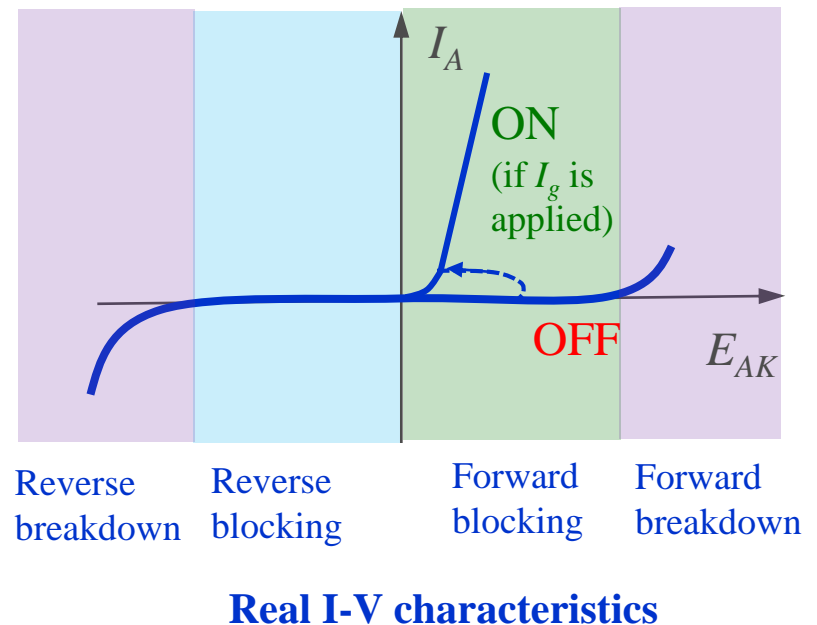 I_A
ON
(if I_g is
applied)
OFF
E_AK
Reverse
breakdown
Reverse
blocking
Forward
blocking
Forward
breakdown
Real I-V characteristics